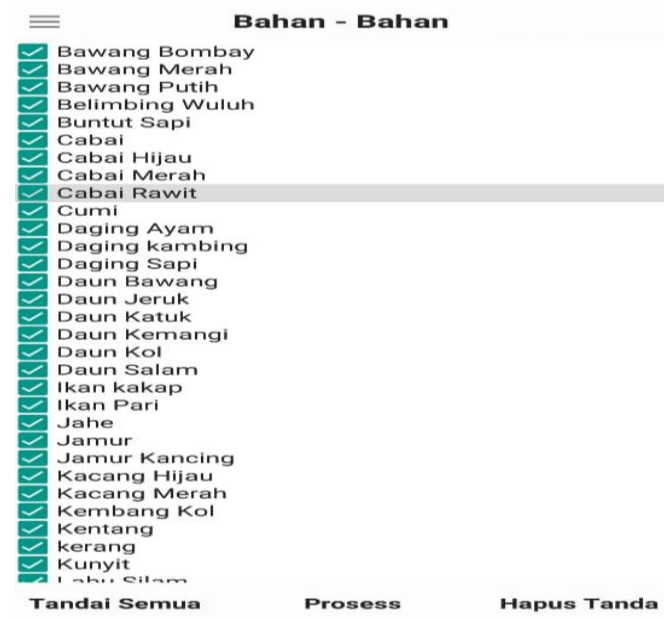 Bahan - Bahan
Bawang Bombay
Bawang Merah
Bawang Putih
Belimbing Wuluh
Buntut Sapi
Cabai
Cabai Hijau
Cabai Merah
Cabai Rawit
Cumi
Daging Ayam
Daging kambing
Daging Sapi
Daun Bawang
Daun Jeruk
Daun Katuk
Daun Kemangi
Daun Kol
Daun Salam
Ikan kakap
Ikan Pari
Jahe
Jamur
Jamur Kancing
Kacang Hijau
Kacang Merah
Kembang Kol
Kentang
kerang
Kunyit
Labu Silam
Tandai Semua Prosess Hapus Tanda